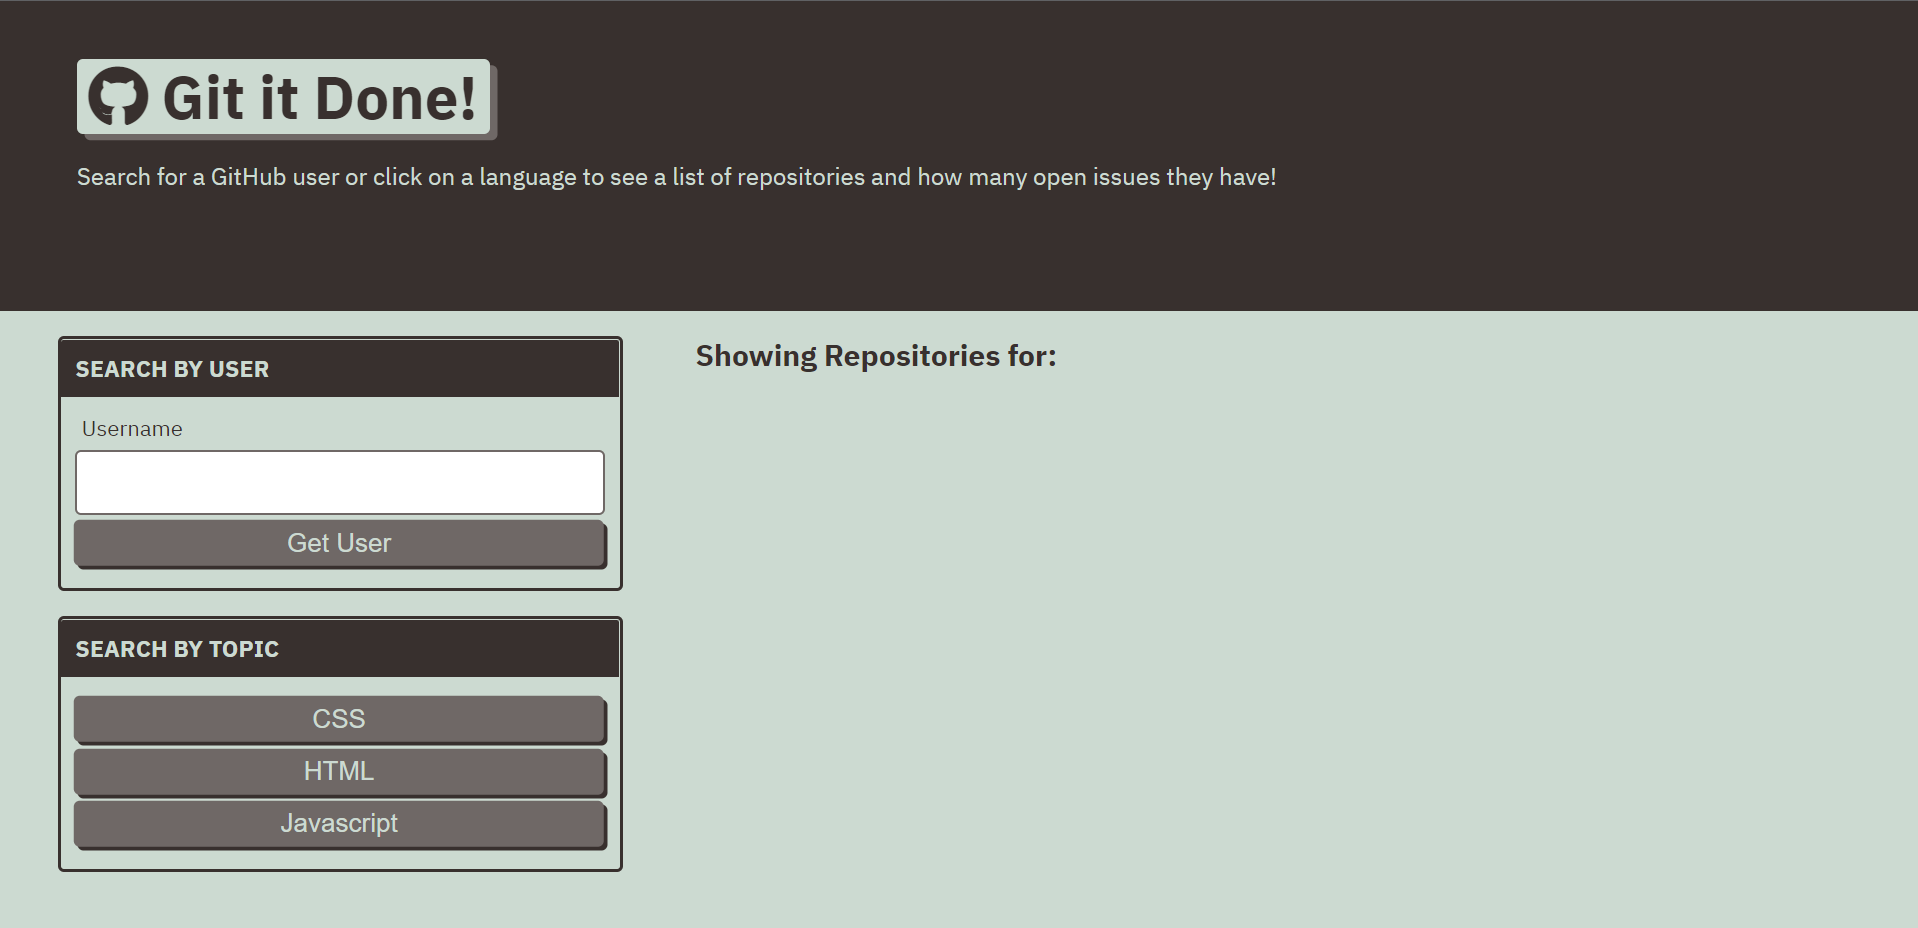 Git it Done!
Search for a GitHub user or click on a language to see a list of repositories and how many open issues they have!
SEARCH BY USER
Username
Get User
SEARCH BY TOPIC
CSS
HTML
Javascript
Showing Repositories for: